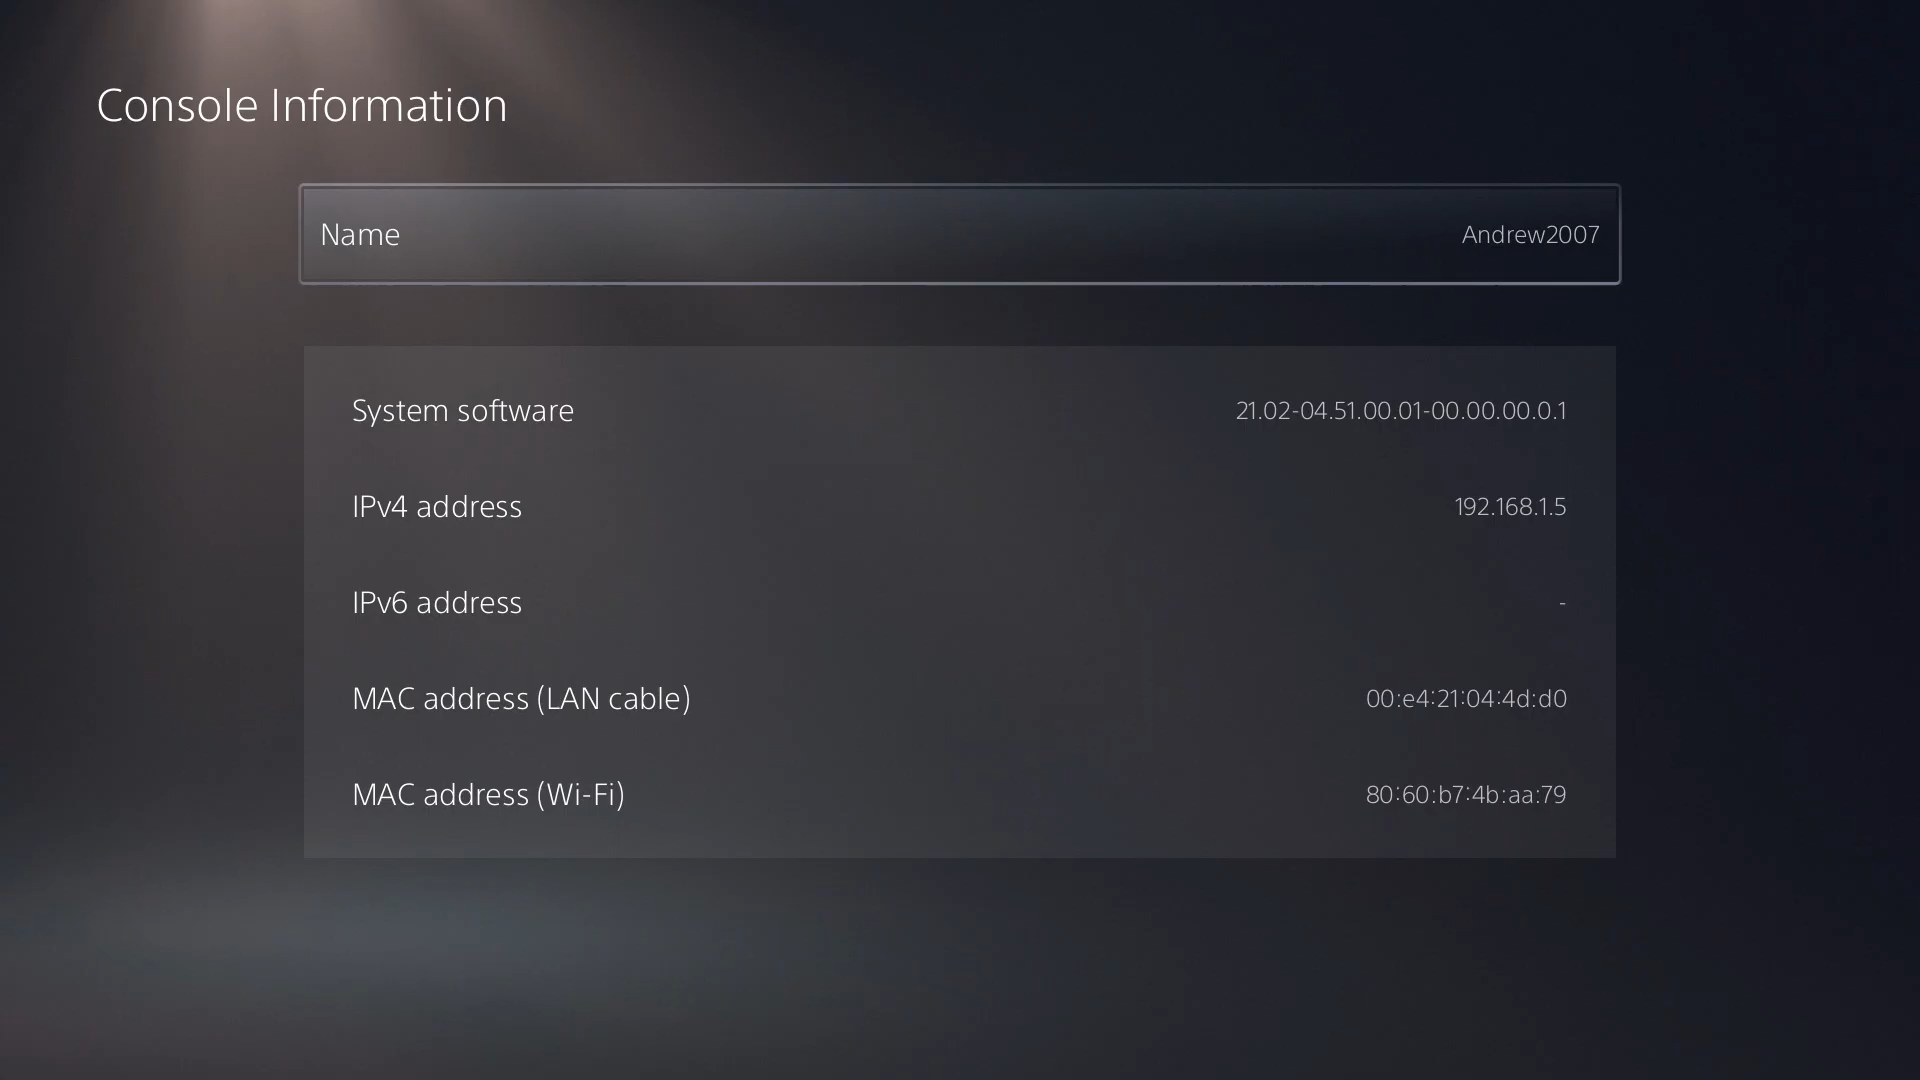 Console Information
Name Andrew2007
System software 21.02-04.51.00.01-00.00.00.0.1
IPv4 address 192.168.1.5
IPv6 address -
MAC address (LAN cable) 00:e4:21:04:4d:d0
MAC address (Wi-Fi) 80:60:b7:4b:aa:79